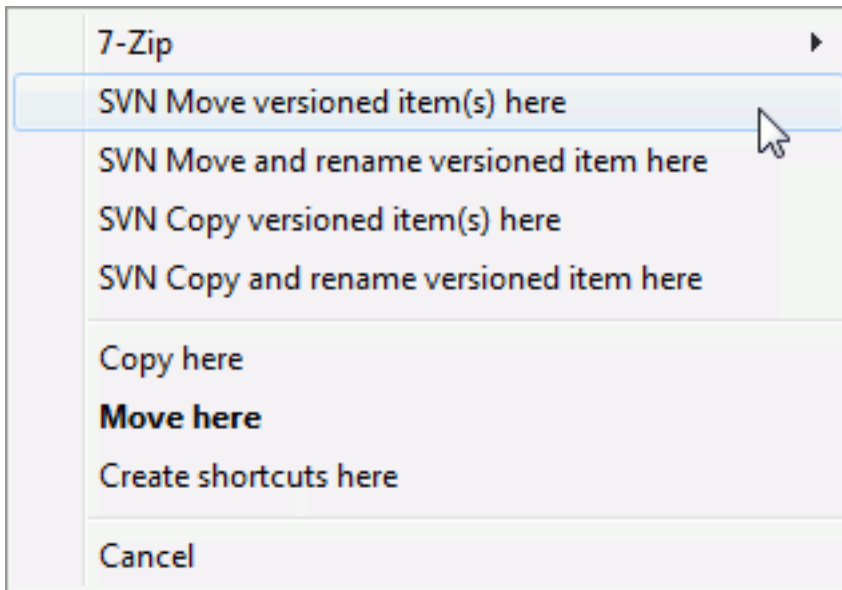 7-Zip
SVN Move versioned item(s) here
SVN Move and rename versioned item here
SVN Copy versioned item(s) here
SVN Copy and rename versioned item here
Copy here
Move here
Create shortcuts here
Cancel